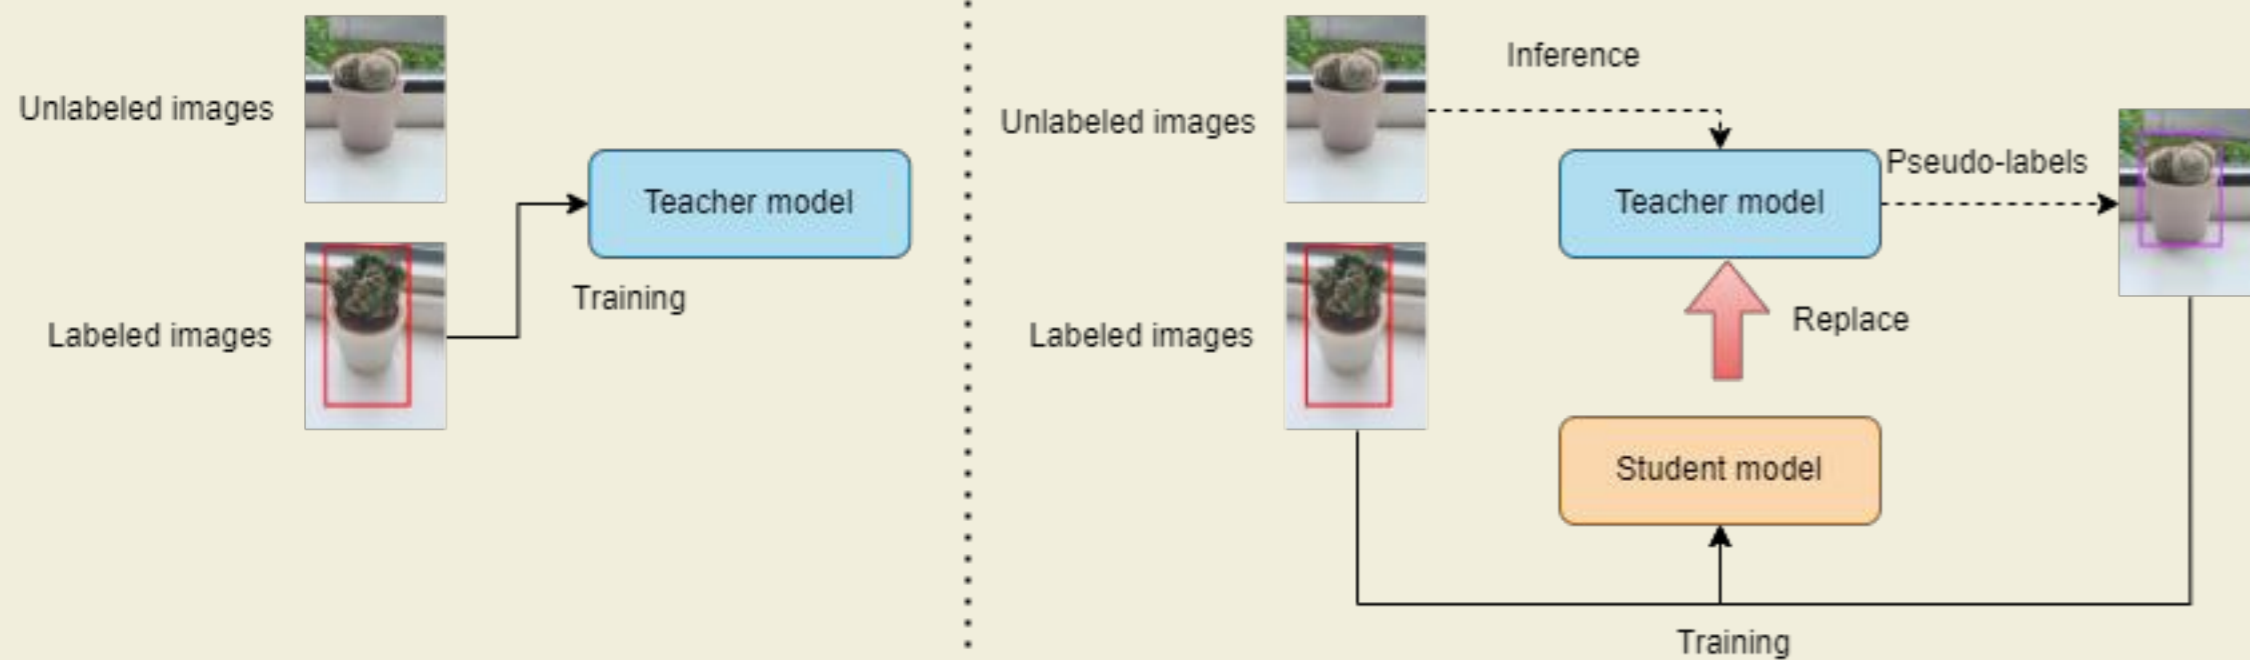 Unlabeled images
Teacher model
Training
Labeled images
Inference
Unlabeled images
Pseudo-labels
Teacher model
Replace
Labeled images
Student model
Training